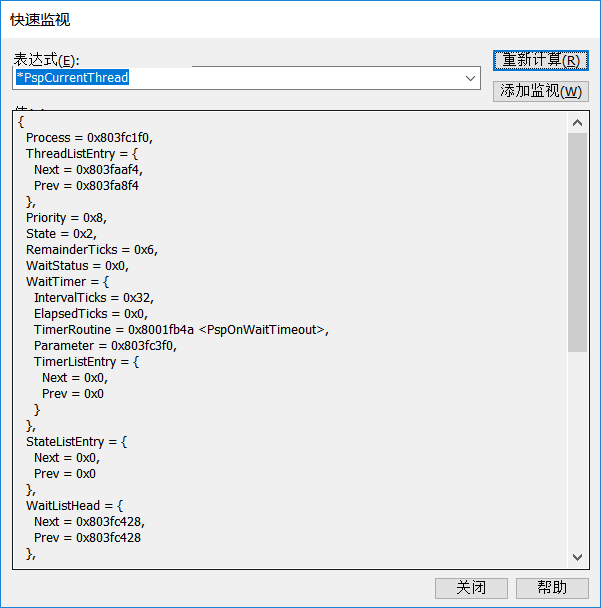 快速监视
表达式(E):
重新计算(R)
*PspCurrentThread
添加监视(W)
{
Process = 0x803fc1f0,
ThreadListEntry = {
Next = 0x803faaf4,
Prev = 0x803fa8f4
},
Priority = 0x8,
State = 0x2,
RemainderTicks = 0x6,
WaitStatus = 0x0,
WaitTimer = {
IntervalTicks = 0x32,
ElapsedTicks = 0x0,
TimerRoutine = 0x8001fb4a <PspOnWaitTimeout>,
Parameter = 0x803fc3f0,
TimerListEntry = {
Next = 0x0,
Prev = 0x0
}
},
StateListEntry = {
Next = 0x0,
Prev = 0x0
},
WaitListHead = {
Next = 0x803fc428,
Prev = 0x803fc428
},
关闭
帮助